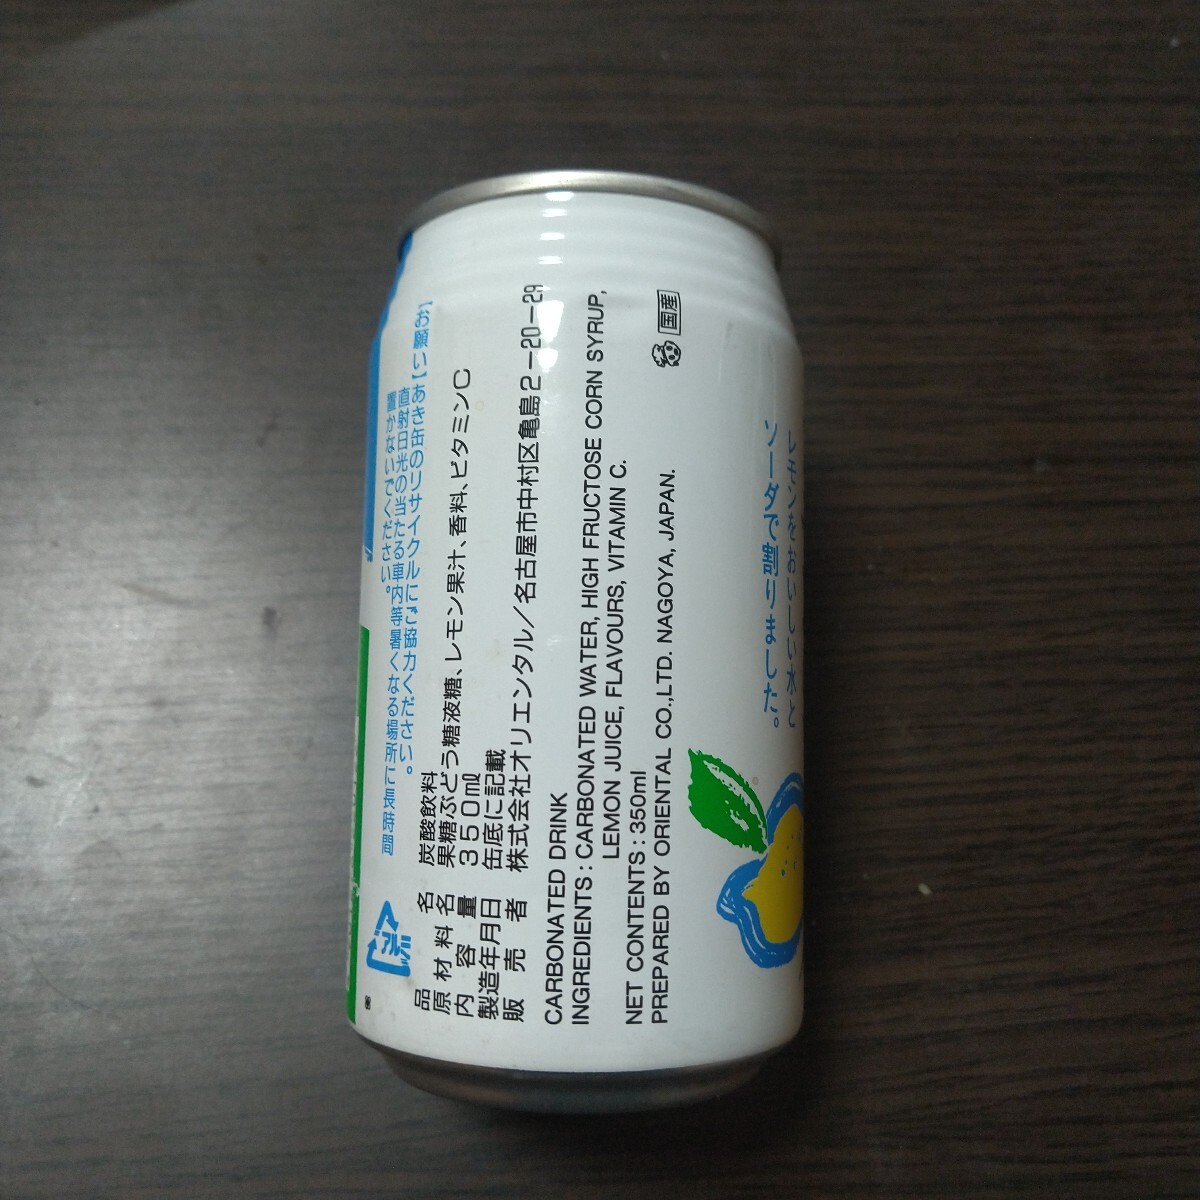 【お願い】あき缶のリサイクルにご協力ください。
直射日光の当たる車内等暑くなる場所に長時間
置かないでください。
アルミ
品名 炭酸飲料
原材料名 果糖ぶどう糖液糖、レモン果汁、香料、ビタミンC
内容量 350㎖
製造年月日 缶底に記載
販売者 株式会社オリエンタル/名古屋市中村区亀島2-20-29
CARBONATED DRINK
INGREDIENTS : CARBONATED WATER, HIGH FRUCTOSE CORN SYRUP,
LEMON JUICE, FLAVOURS, VITAMIN C.
NET CONTENTS : 350ml
PREPARED BY ORIENTAL CO.,LTD. NAGOYA, JAPAN.
国産
レモンをおいしい水と
ソーダで割りました。